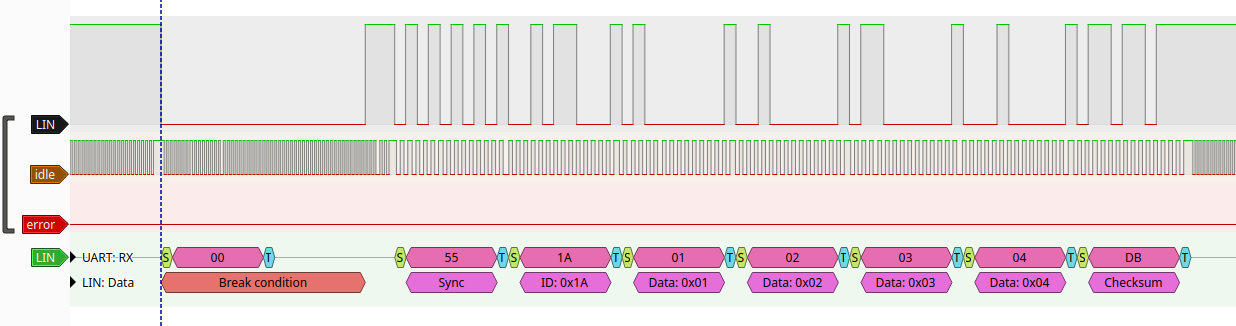 LIN
idle
error
LIN UART: RX S 00 T S 55 T S 1A T S 01 T S 02 T S 03 T S 04 T S DB T
LIN: Data Break condition Sync ID: 0x1A Data: 0x01 Data: 0x02 Data: 0x03 Data: 0x04 Checksum